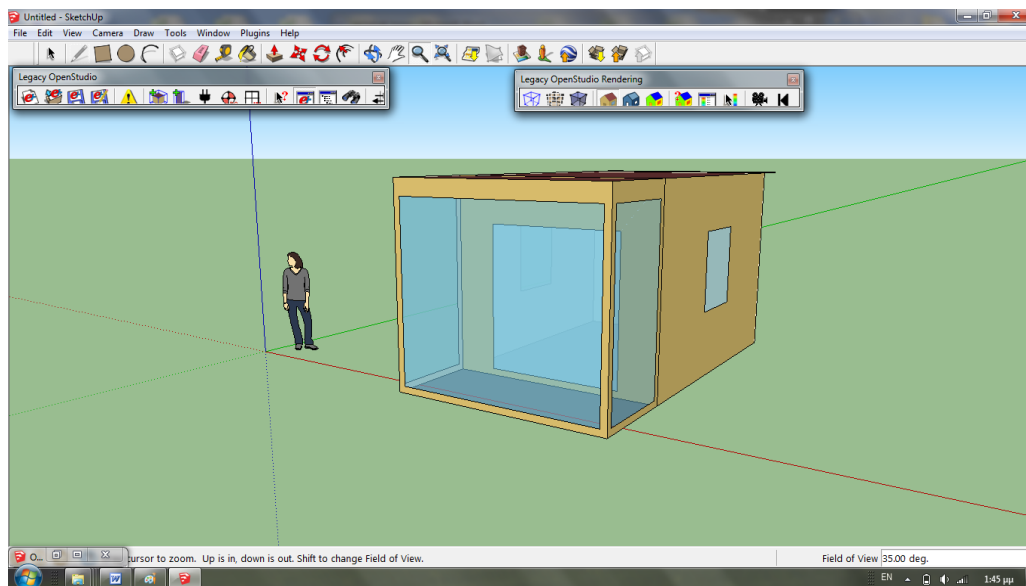 Untitled - SketchUp
File Edit View Camera Draw Tools Window Plugins Help
Legacy OpenStudio
Legacy OpenStudio Rendering
O...
cursor to zoom. Up is in, down is out. Shift to change Field of View.
Field of View 35.00 deg.
EN
1:45 μμ